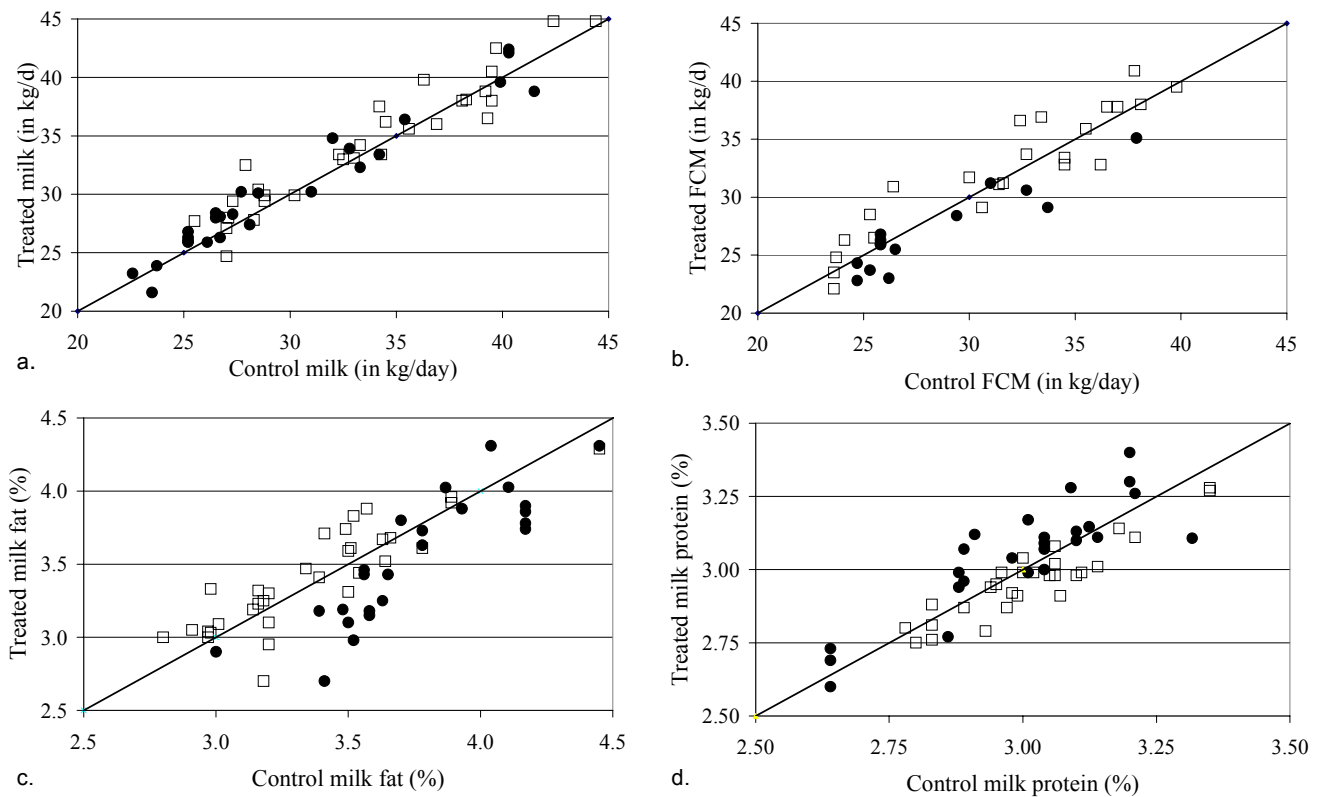 45
40
35
30
25
20
Treated milk (in kg/d)
20 25 30 35 40 45
Control milk (in kg/day)
a.
45
40
35
30
25
20
Treated FCM (in kg/d)
20 25 30 35 40 45
Control FCM (in kg/day)
b.
4.5
4.0
3.5
3.0
2.5
Treated milk fat (%)
2.5 3.0 3.5 4.0 4.5
Control milk fat (%)
c.
3.50
3.25
3.00
2.75
2.50
Treated milk protein (%)
2.50 2.75 3.00 3.25 3.50
Control milk protein (%)
d.